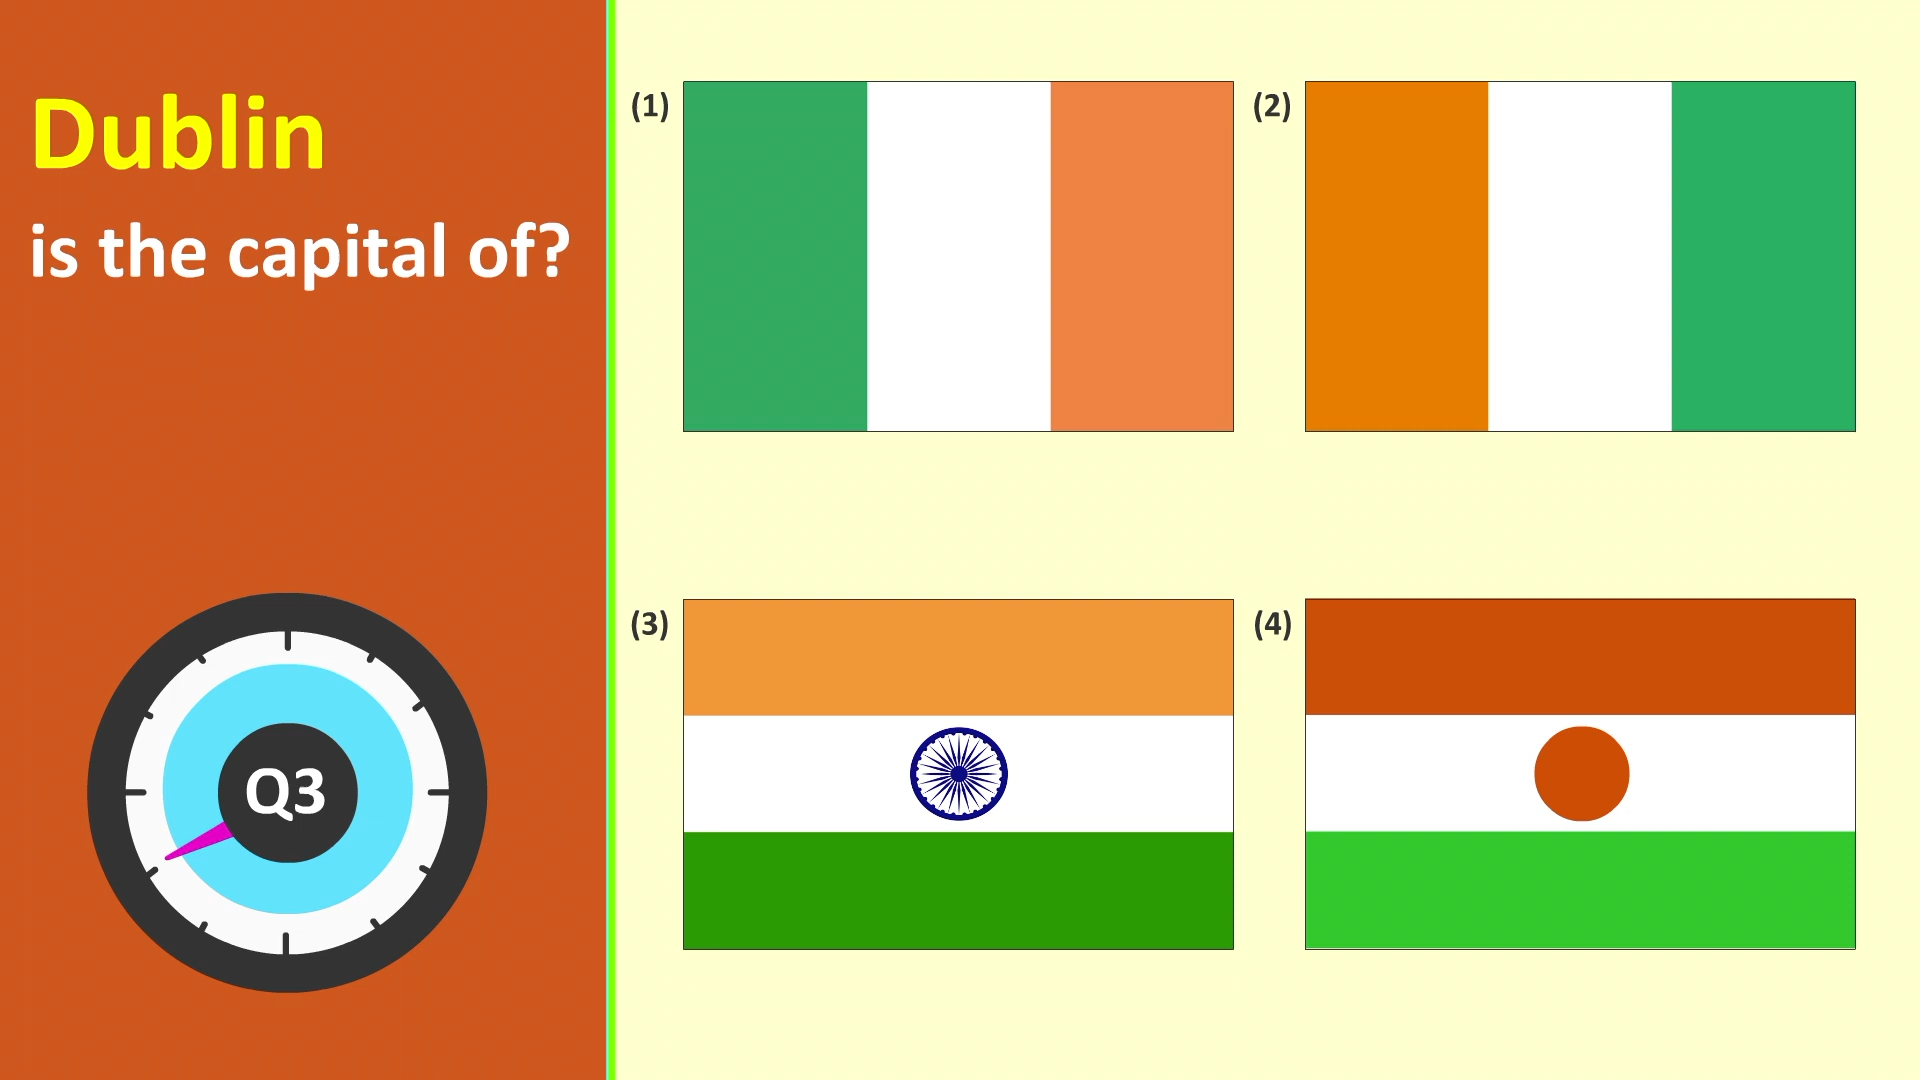 Dublin
is the capital of?
(1)
(2)
(3)
(4)
Q3